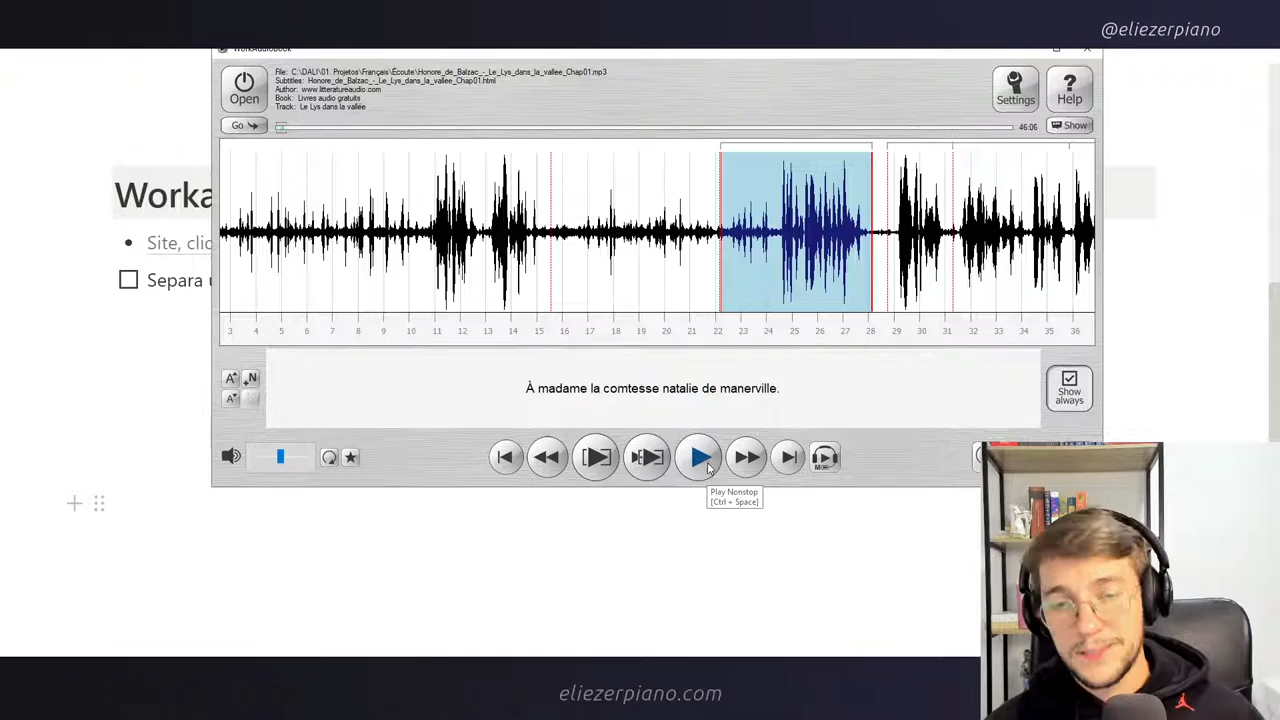 @eliezerpiano
WorkAudioBook
Open
File: C:\DALI\01. Projetos\Français\Écoute\Honore_de_Balzac_-_Le_Lys_dans_la_vallee_Chap01.mp3
Subtitles: Honore_de_Balzac_-_Le_Lys_dans_la_vallee_Chap01.html
Author: www.litteratureaudio.com
Book: Livres audio gratuits
Track: Le Lys dans la vallée
Settings
Help
Go
46:06
Show
Worka
Site, clic
Separa u
3 4 5 6 7 8 9 10 11 12 13 14 15 16 17 18 19 20 21 22 23 24 25 26 27 28 29 30 31 32 33 34 35 36
A
N
A
À madame la comtesse natalie de manerville.
Show
always
Play Nonstop
[Ctrl + Space]
eliezerpiano.com